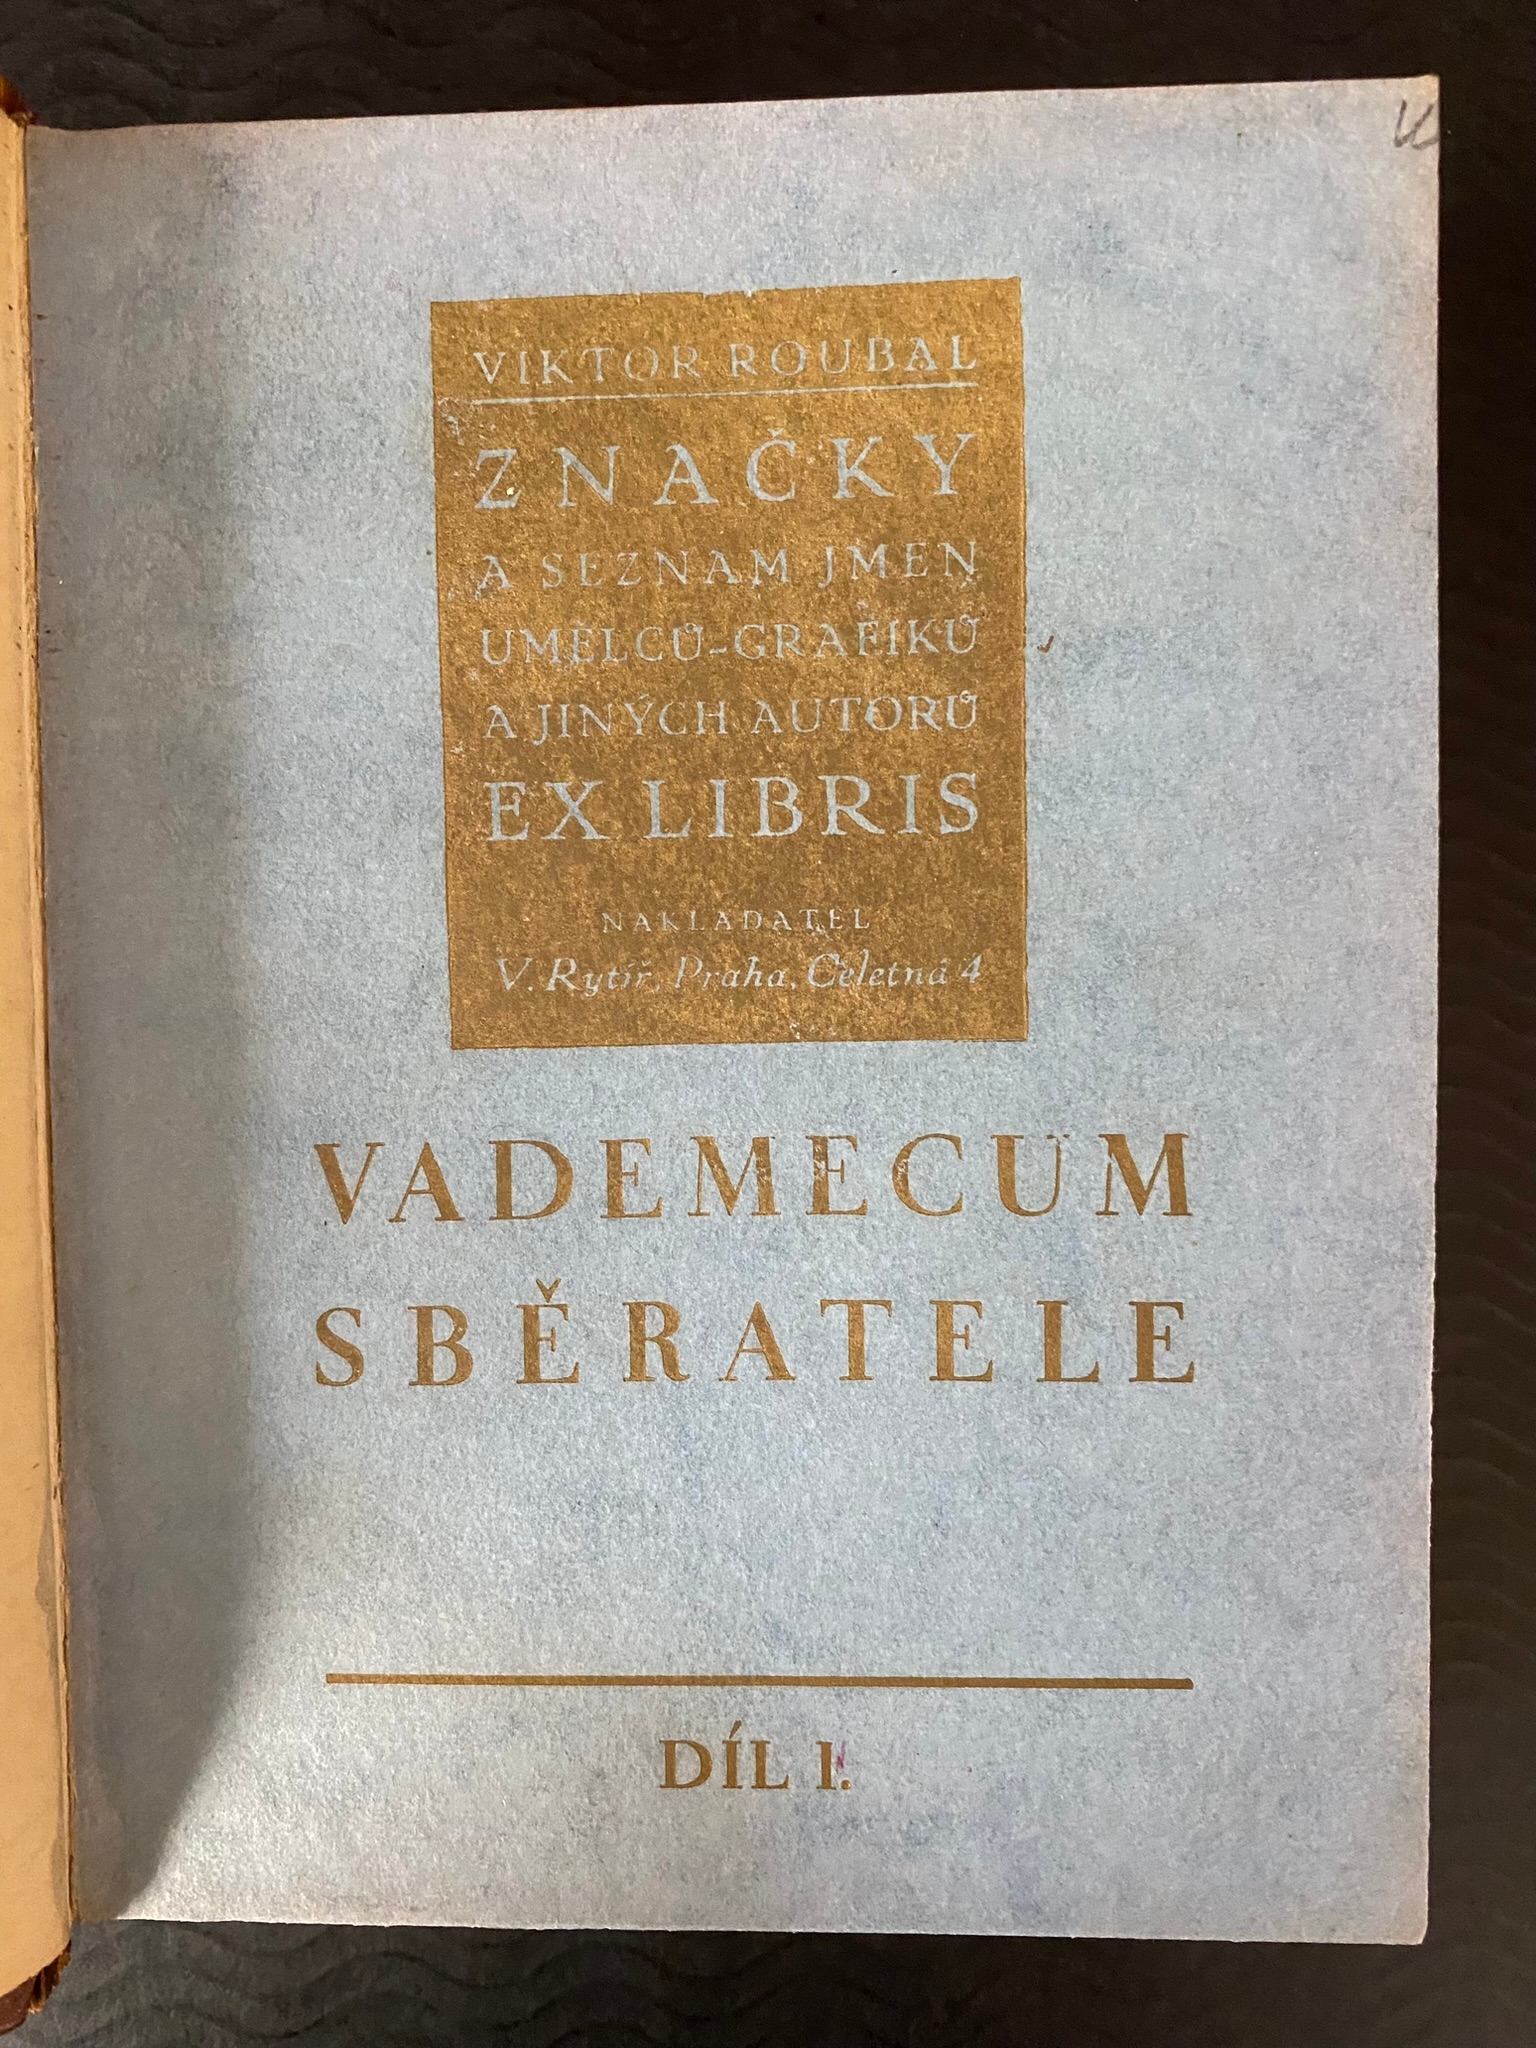 VIKTOR ROUBAL
ZNAČKY
A SEZNAM JMEN
UMĚLCŮ-GRAFIKŮ
A JINÝCH AUTORŮ
EX LIBRIS
NAKLADATEL
V. Rytíř, Praha, Celetná 4
VADEMECUM
SBĚRATELE
DÍL I.